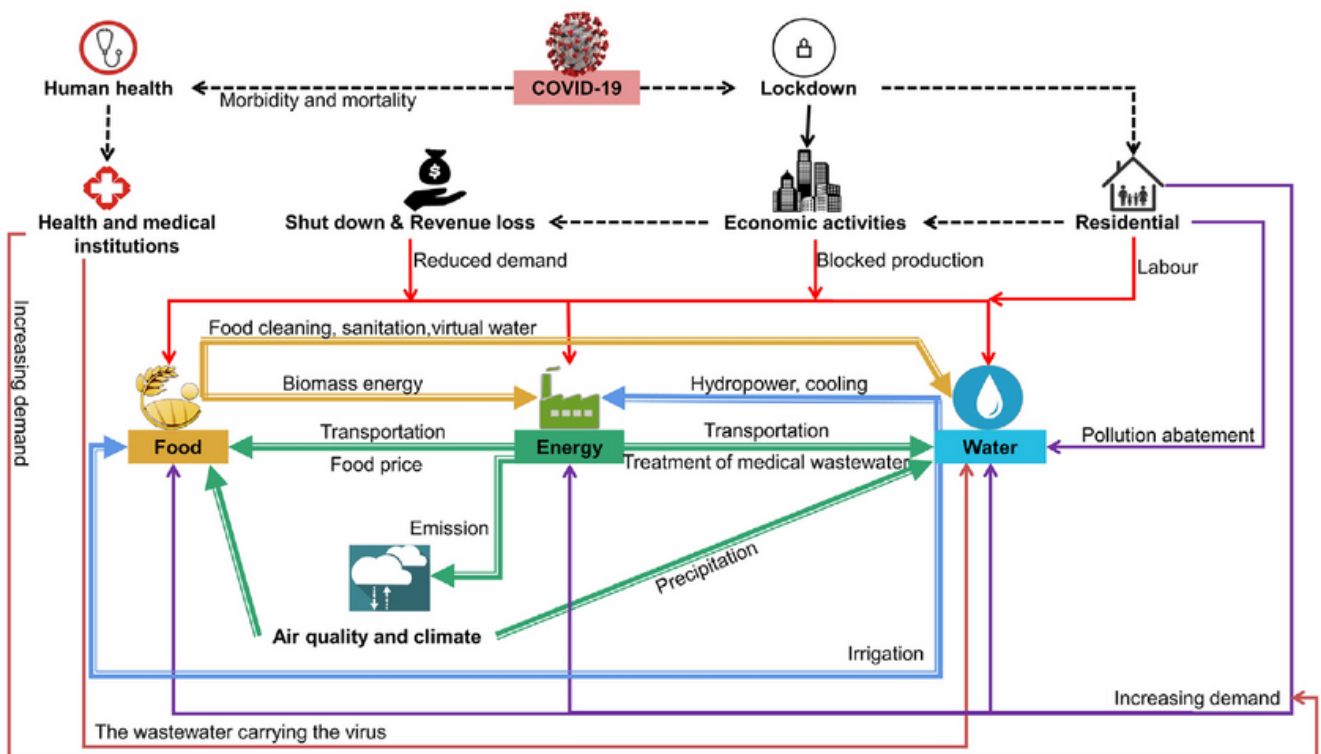 Human health
Morbidity and mortality
COVID-19
Lockdown
$
Health and medical
institutions
Shut down & Revenue loss
Economic activities
Residential
Reduced demand
Blocked production
Labour
Increasing demand
Food cleaning, sanitation,virtual water
Biomass energy
Hydropower, cooling
Food
Transportation
Food price
Energy
Transportation
Treatment of medical wastewater
Water
Pollution abatement
Emission
Precipitation
Air quality and climate
Irrigation
Increasing demand
The wastewater carrying the virus